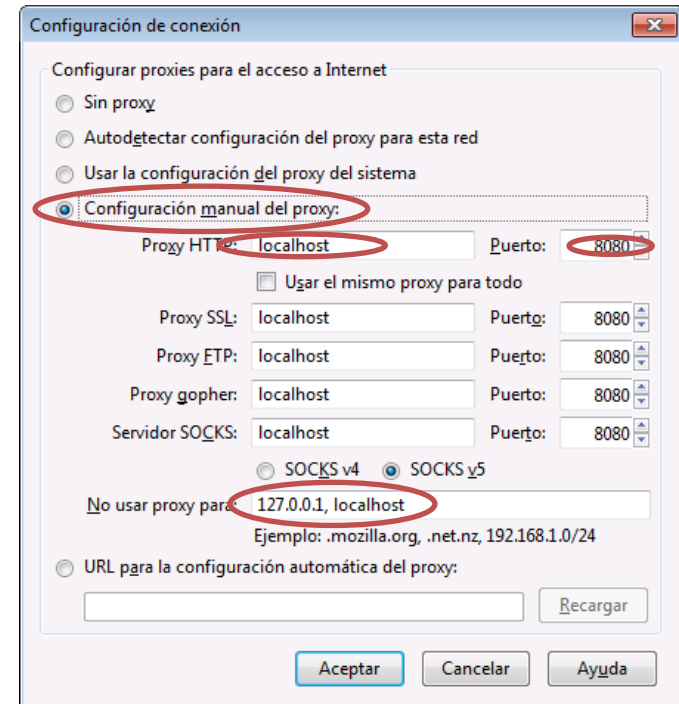 Configuración de conexión
Configurar proxies para el acceso a Internet
Sin proxy
Autodetectar configuración del proxy para esta red
Usar la configuración del proxy del sistema
Configuración manual del proxy:
Proxy HTTP: localhost Puerto: 8080
Usar el mismo proxy para todo
Proxy SSL: localhost Puerto: 8080
Proxy FTP: localhost Puerto: 8080
Proxy gopher: localhost Puerto: 8080
Servidor SOCKS: localhost Puerto: 8080
SOCKS v4 SOCKS v5
No usar proxy para: 127.0.0.1, localhost
Ejemplo: .mozilla.org, .net.nz, 192.168.1.0/24
URL para la configuración automática del proxy:
Recargar
Aceptar Cancelar Ayuda